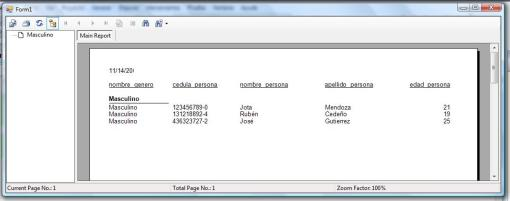 Form1
Masculino
Main Report
11/14/20
nombre_genero cedula_persona nombre_persona apellido_persona edad_persona
Masculino
Masculino 123456789-0 Jota Mendoza 21
Masculino 131218892-4 Rubén Cedeño 19
Masculino 436323727-2 José Gutierrez 25
Current Page No.: 1 Total Page No.: 1 Zoom Factor: 100%